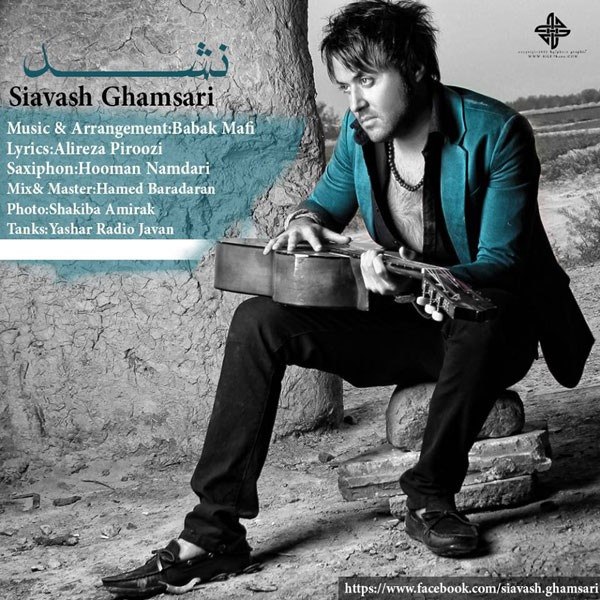 نشد
Siavash Ghamsari
Music & Arrangement:Babak Mafi
Lyrics:Alireza Piroozi
Saxiphon:Hooman Namdari
Mix& Master:Hamed Baradaran
Photo:Shakiba Amirak
Tanks:Yashar Radio Javan
https://www.facebook.com/siavash.ghamsari